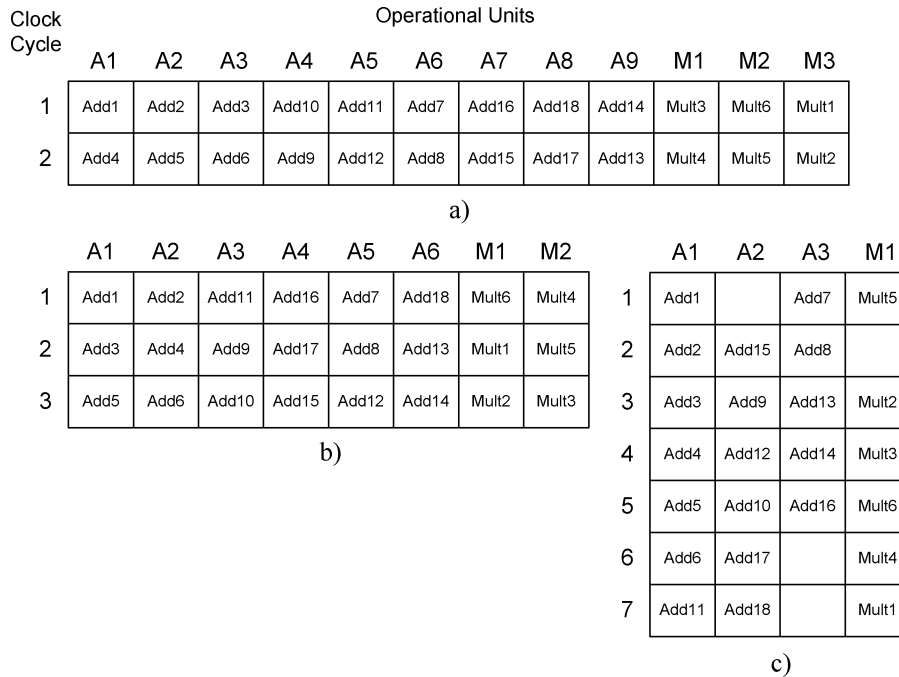 Clock Cycle
Operational Units
A1 A2 A3 A4 A5 A6 A7 A8 A9 M1 M2 M3
1 Add1 Add2 Add3 Add10 Add11 Add7 Add16 Add18 Add14 Mult3 Mult6 Mult1
2 Add4 Add5 Add6 Add9 Add12 Add8 Add15 Add17 Add13 Mult4 Mult5 Mult2
a)
A1 A2 A3 A4 A5 A6 M1 M2
1 Add1 Add2 Add11 Add16 Add7 Add18 Mult6 Mult4
2 Add3 Add4 Add9 Add17 Add8 Add13 Mult1 Mult5
3 Add5 Add6 Add10 Add15 Add12 Add14 Mult2 Mult3
b)
A1 A2 A3 M1
1 Add1 Add7 Mult5
2 Add2 Add15 Add8
3 Add3 Add9 Add13 Mult2
4 Add4 Add12 Add14 Mult3
5 Add5 Add10 Add16 Mult6
6 Add6 Add17 Mult4
7 Add11 Add18 Mult1
c)